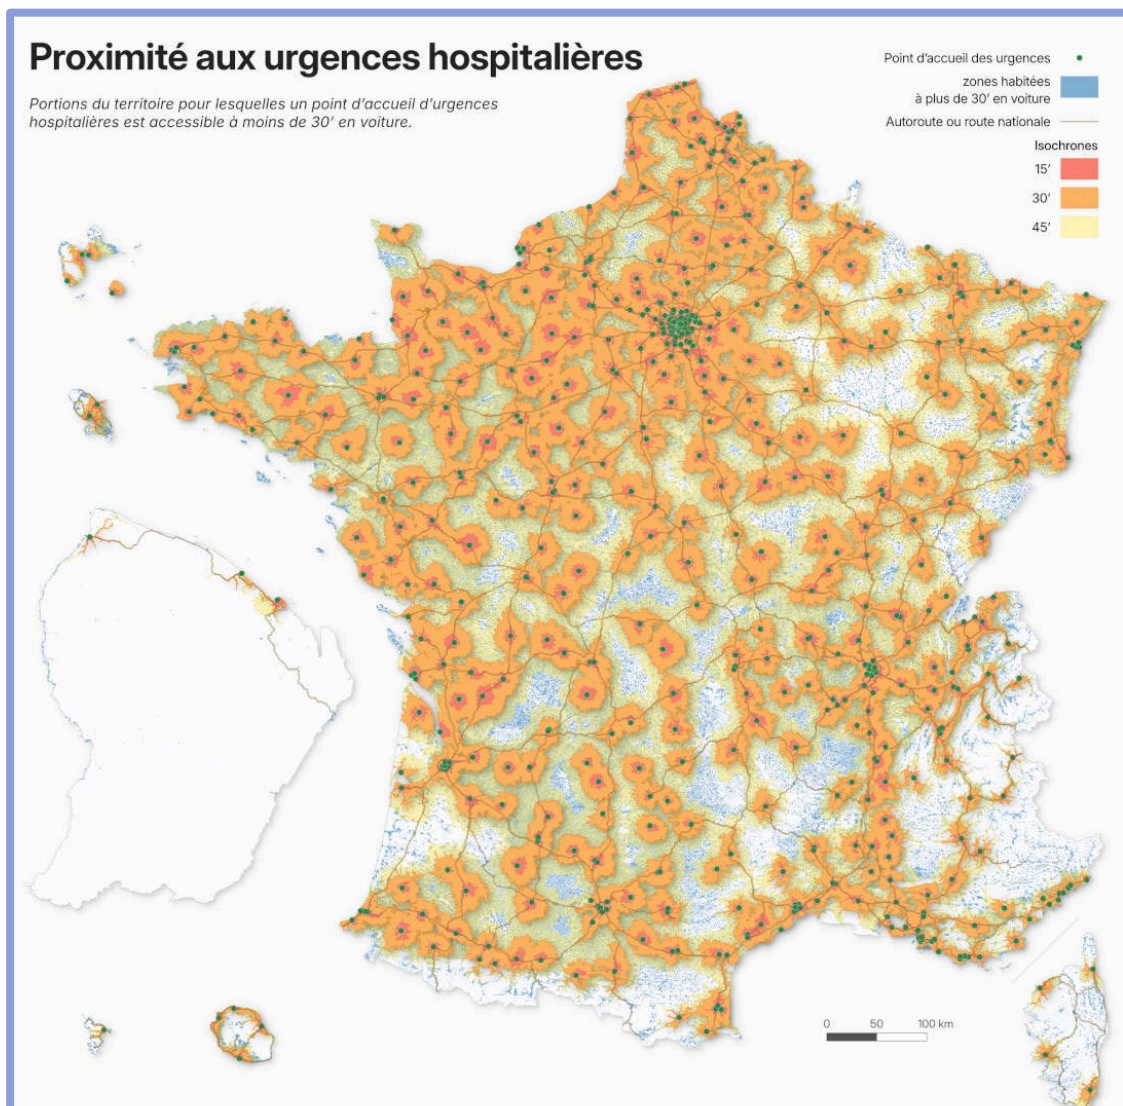 Proximité aux urgences hospitalières
Portions du territoire pour lesquelles un point d'accueil d'urgences
hospitalières est accessible à moins de 30' en voiture.
Point d'accueil des urgences
zones habitées
à plus de 30' en voiture
Autoroute ou route nationale
Isochrones
15'
30'
45'
0 50 100 km